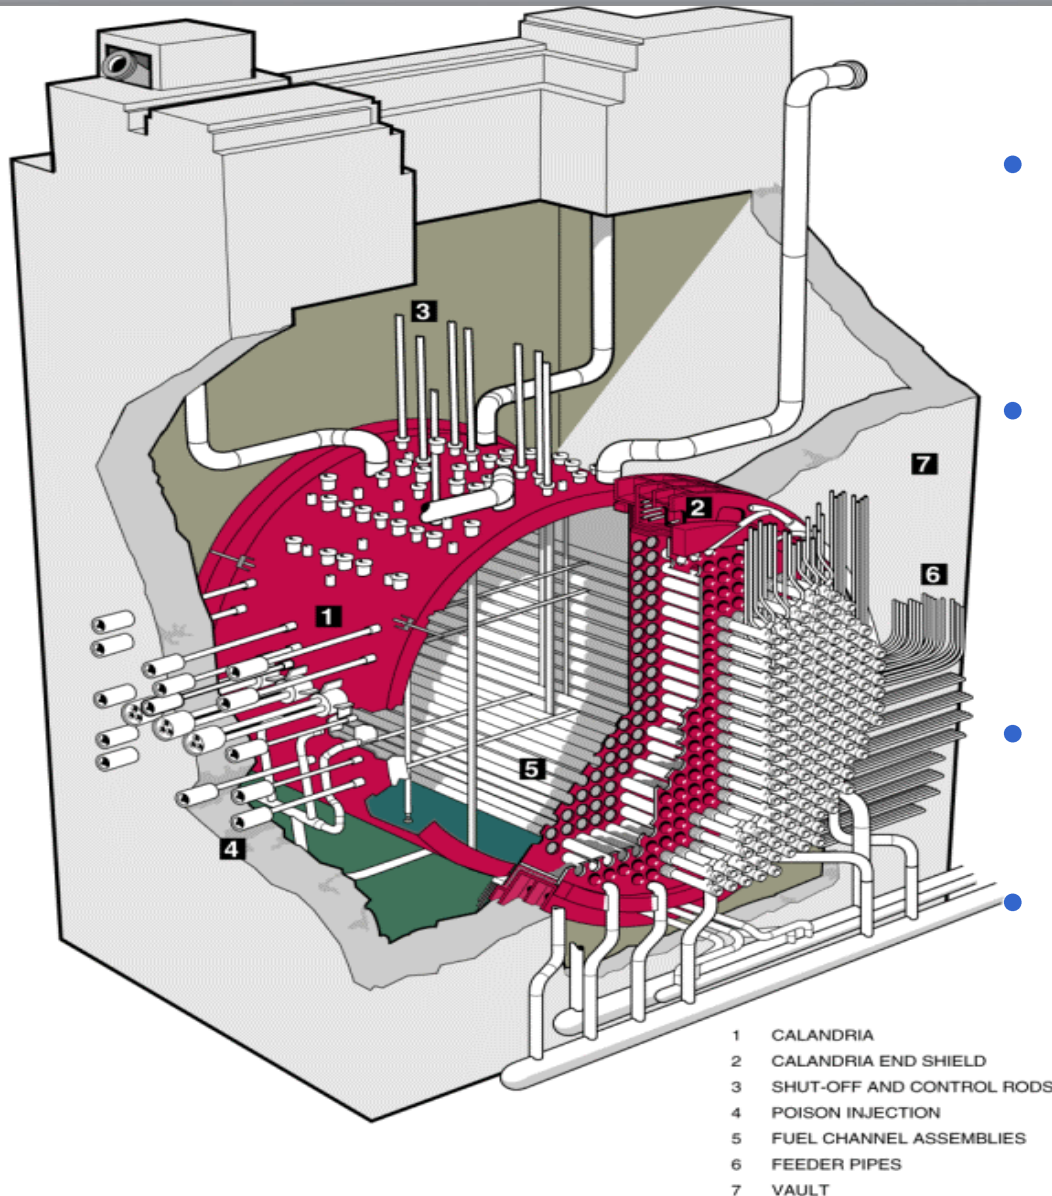 3
7
2
6
1
5
4
1 CALANDRIA
2 CALANDRIA END SHIELD
3 SHUT-OFF AND CONTROL RODS
4 POISON INJECTION
5 FUEL CHANNEL ASSEMBLIES
6 FEEDER PIPES
7 VAULT